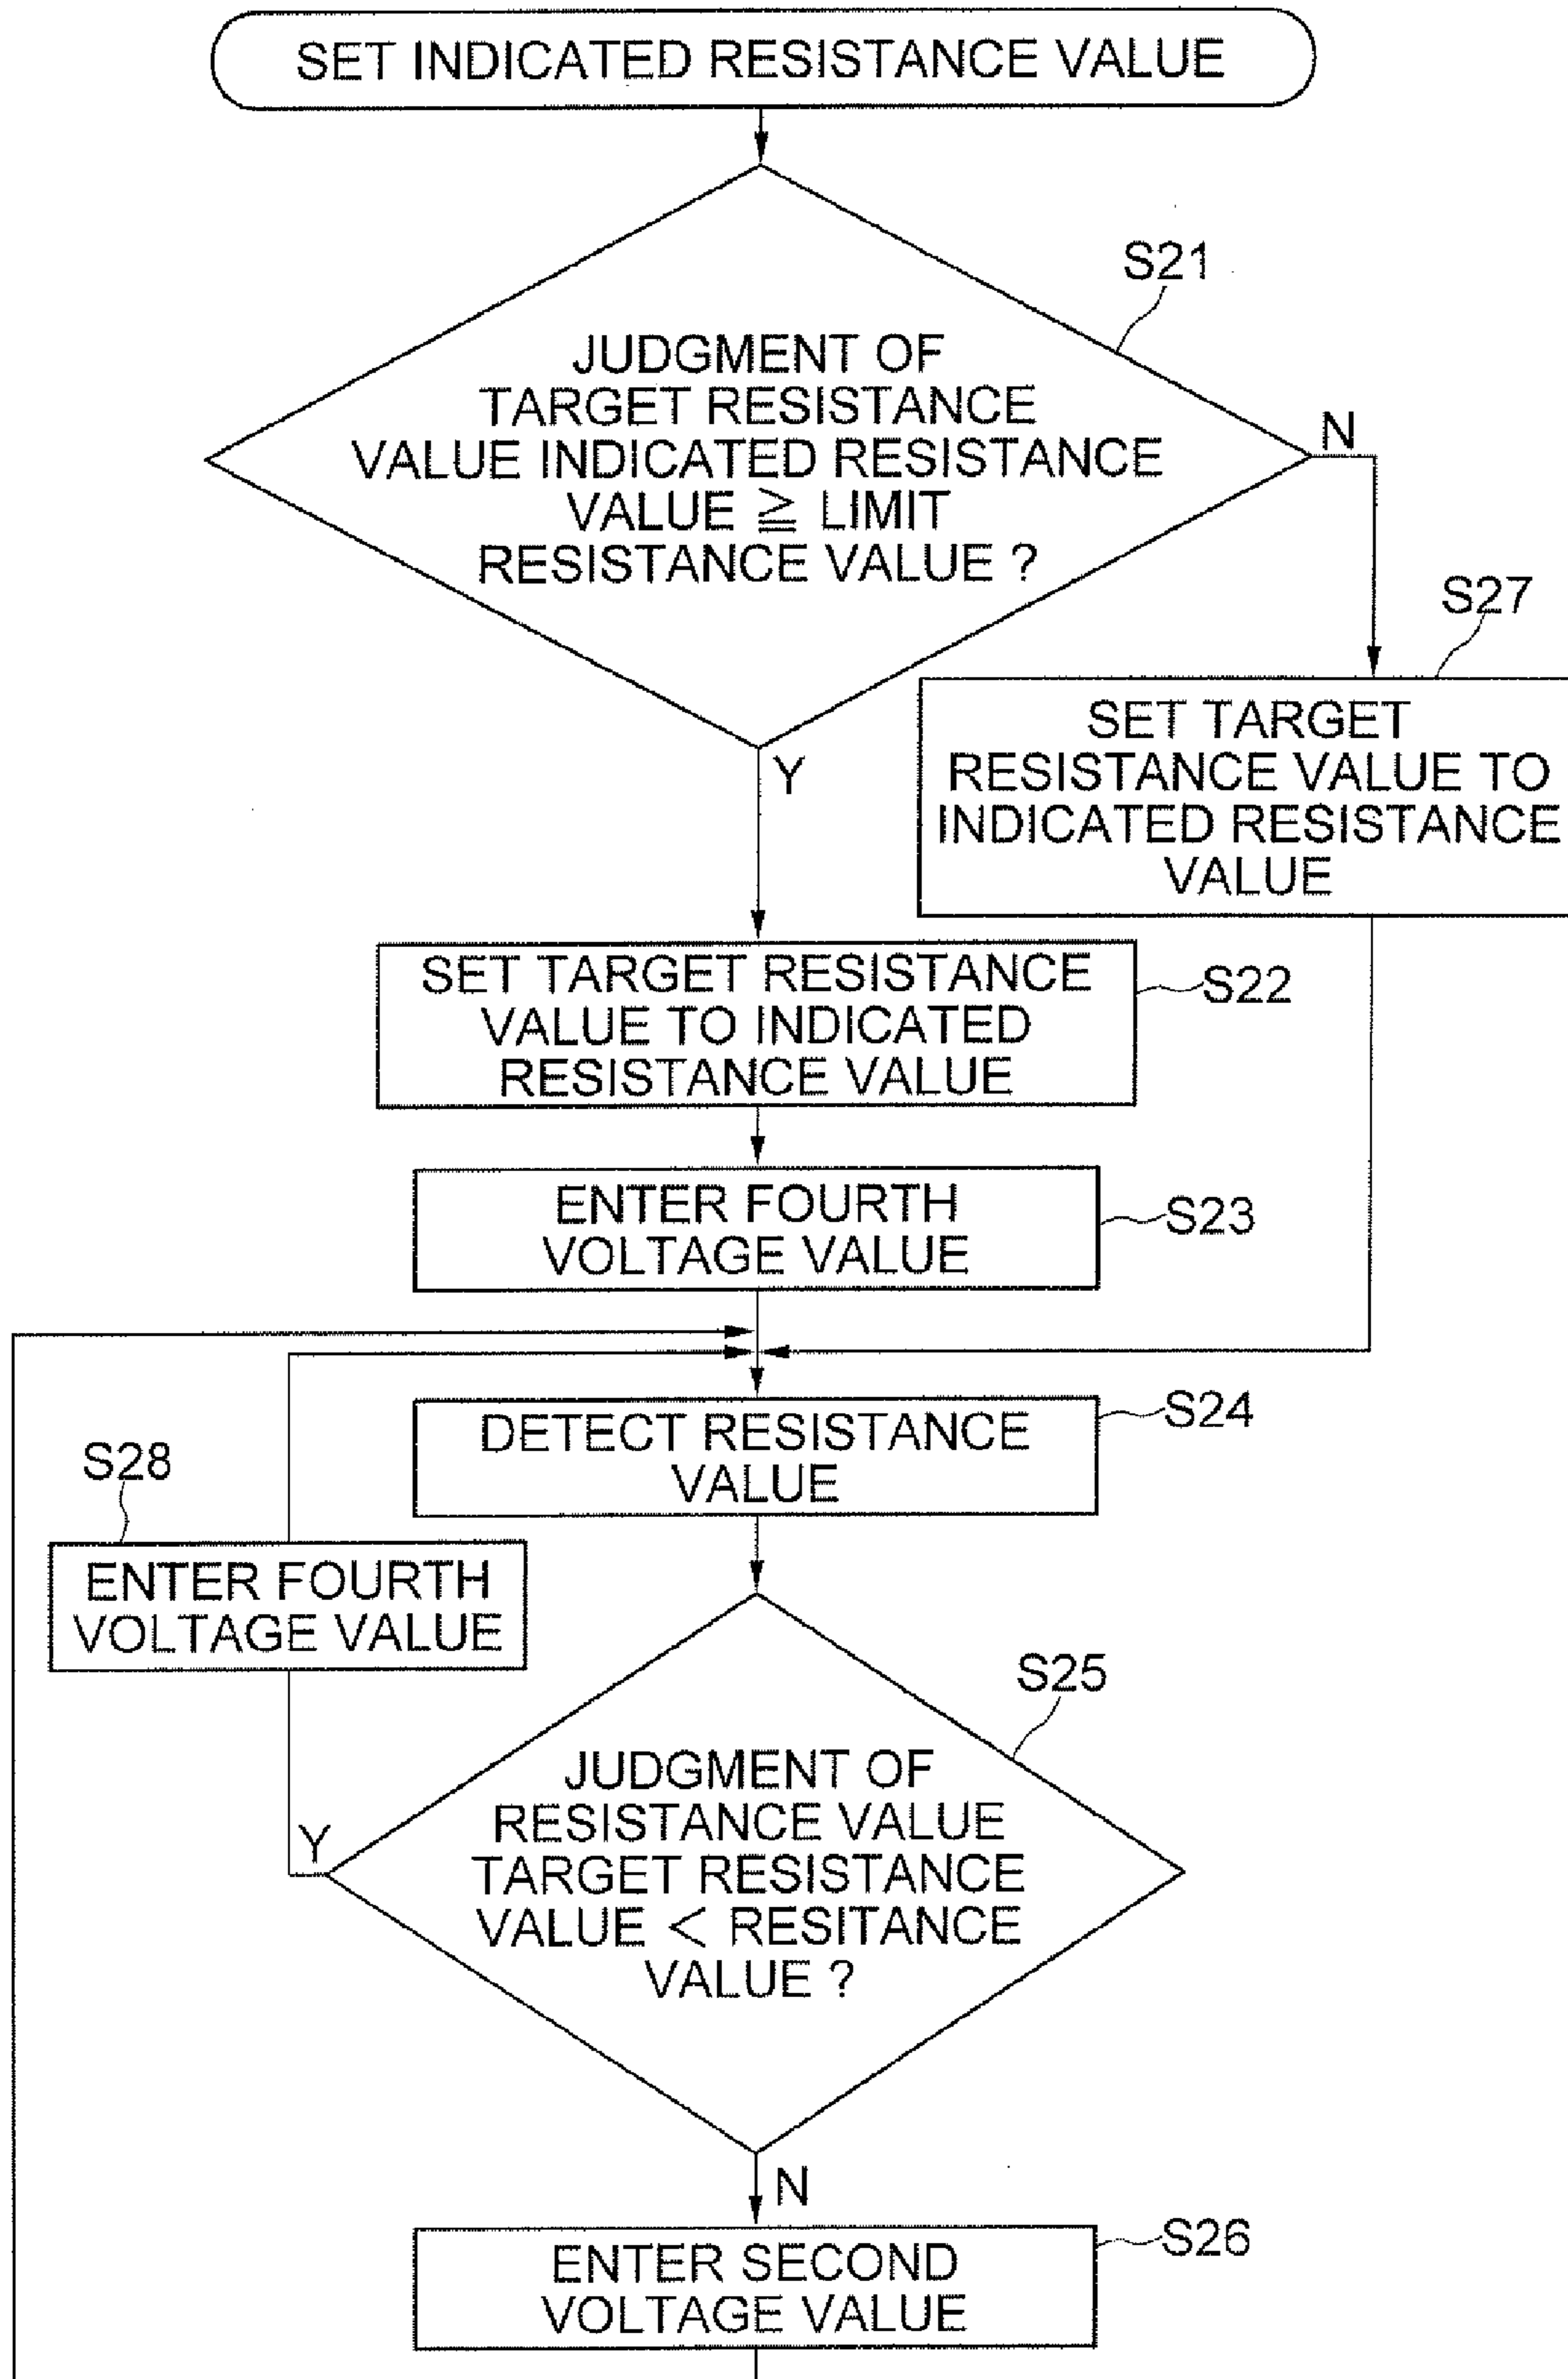 SET INDICATED RESISTANCE VALUE
S21
JUDGMENT OF
TARGET RESISTANCE
VALUE INDICATED RESISTANCE
VALUE ≧ LIMIT
RESISTANCE VALUE ?
N
Y
S27
SET TARGET
RESISTANCE VALUE TO
INDICATED RESISTANCE
VALUE
SET TARGET RESISTANCE
VALUE TO INDICATED
RESISTANCE VALUE
S22
ENTER FOURTH
VOLTAGE VALUE
S23
DETECT RESISTANCE
VALUE
S24
S28
ENTER FOURTH
VOLTAGE VALUE
S25
JUDGMENT OF
RESISTANCE VALUE
TARGET RESISTANCE
VALUE < RESITANCE
VALUE ?
Y
N
ENTER SECOND
VOLTAGE VALUE
S26